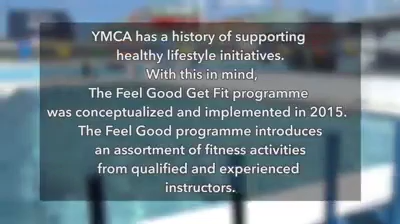 YMCA has a history of supporting
healthy lifestyle initiatives.
With this in mind,
The Feel Good Get Fit programme
was conceptualized and implemented in 2015.
The Feel Good programme introduces
an assortment of fitness activities
from qualified and experienced
instructors.